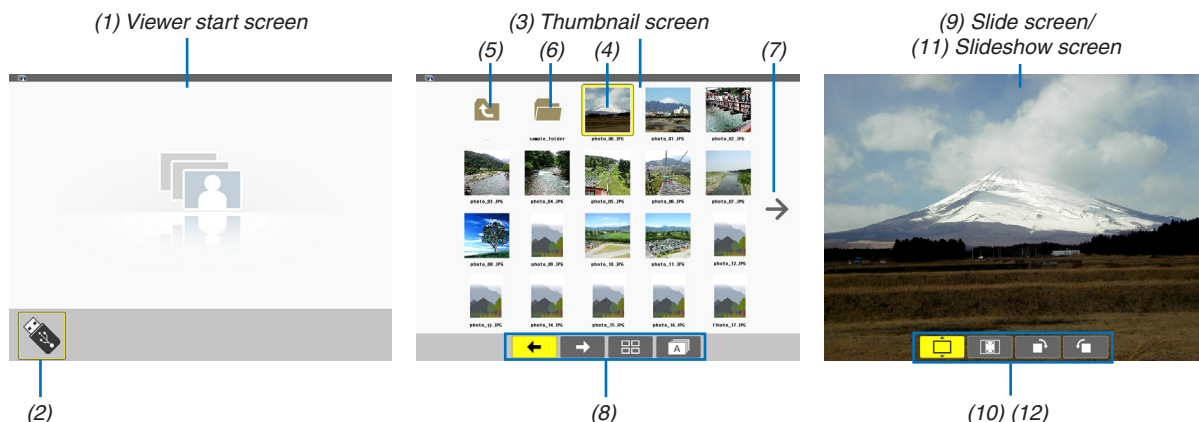 (1) Viewer start screen
(3) Thumbnail screen
(9) Slide screen/
(11) Slideshow screen
(5) (6) (4) (7)
sample_folder photo_00.JPG photo_01.JPG photo_02.JPG
photo_03.JPG photo_04.JPG photo_05.JPG photo_06.JPG photo_07.JPG
photo_08.JPG photo_09.JPG photo_10.JPG photo_11.JPG photo_12.JPG
photo_13.JPG photo_14.JPG photo_15.JPG photo_16.JPG photo_17.JPG
A
(2)
(8)
(10) (12)